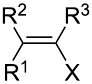 R² R³
R¹ X